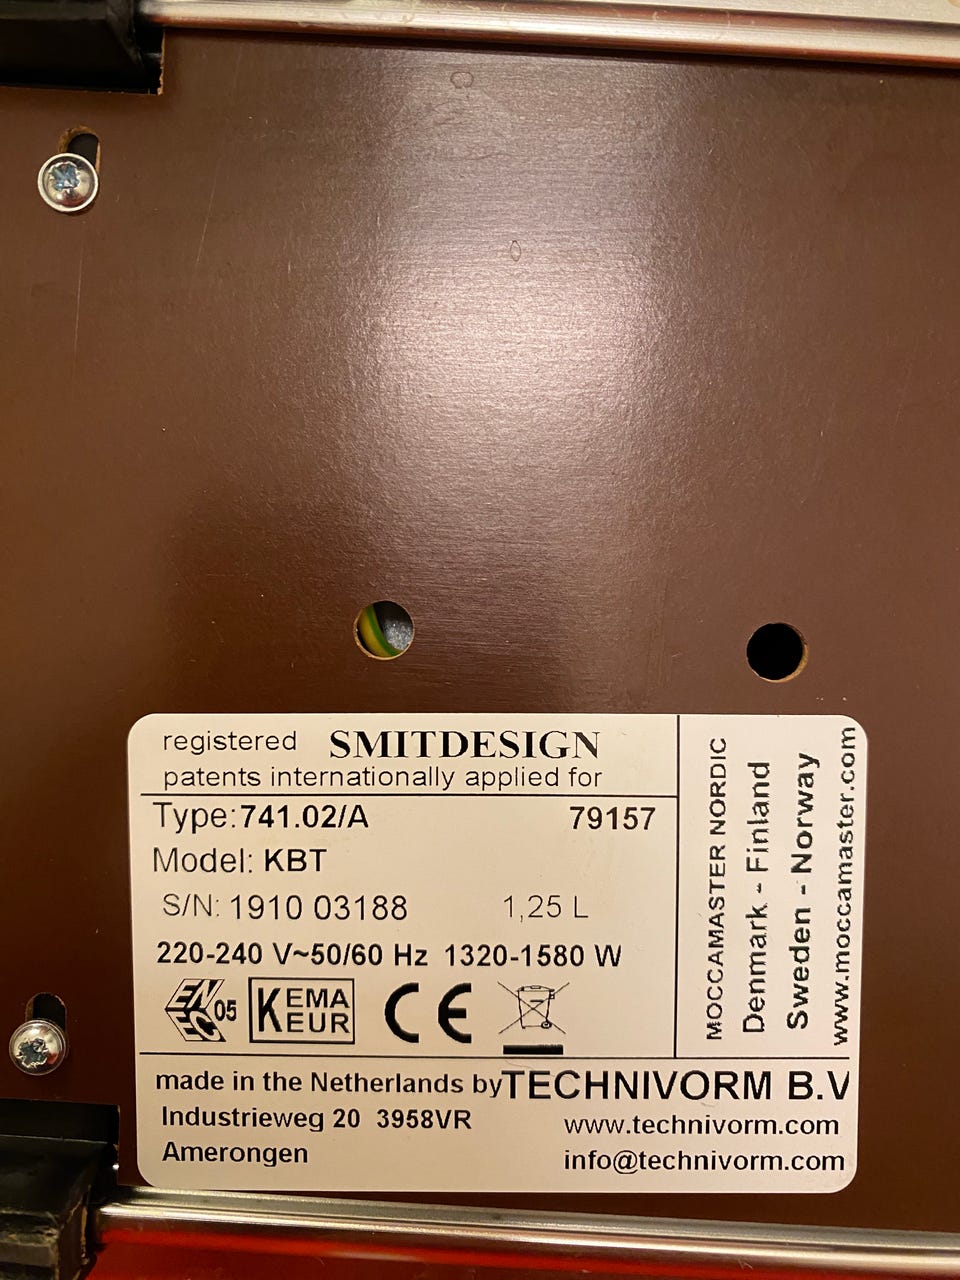 registered SMITDESIGN
patents internationally applied for
Type:741.02/A 79157
Model: KBT
S/N: 1910 03188 1,25 L
220-240 V~50/60 Hz 1320-1580 W
ENEC 05 KEMA EUR CE
made in the Netherlands by TECHNIVORM B.V
Industrieweg 20 3958VR www.technivorm.com
Amerongen info@technivorm.com
MOCCAMASTER NORDIC
Denmark - Finland
Sweden - Norway
www.moccamaster.com